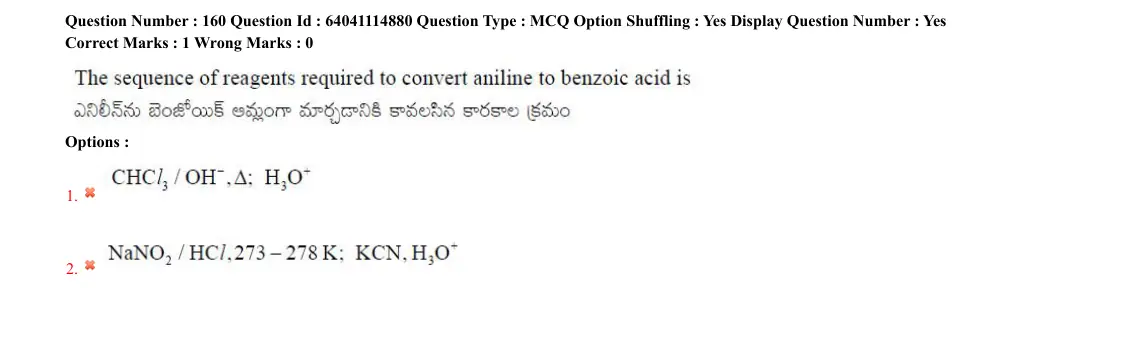 Question Number : 160 Question Id : 64041114880 Question Type : MCQ Option Shuffling : Yes Display Question Number : Yes
Correct Marks : 1 Wrong Marks : 0
The sequence of reagents required to convert aniline to benzoic acid is
ఎనిలీన్‌ను బెంజోయిక్ ఆమ్లంగా మార్చడానికి కావలసిన కారకాల క్రమం
Options :
CHCl₃ / OH⁻, Δ; H₃O⁺
1.
NaNO₂ / HCl, 273 – 278 K; KCN, H₃O⁺
2.